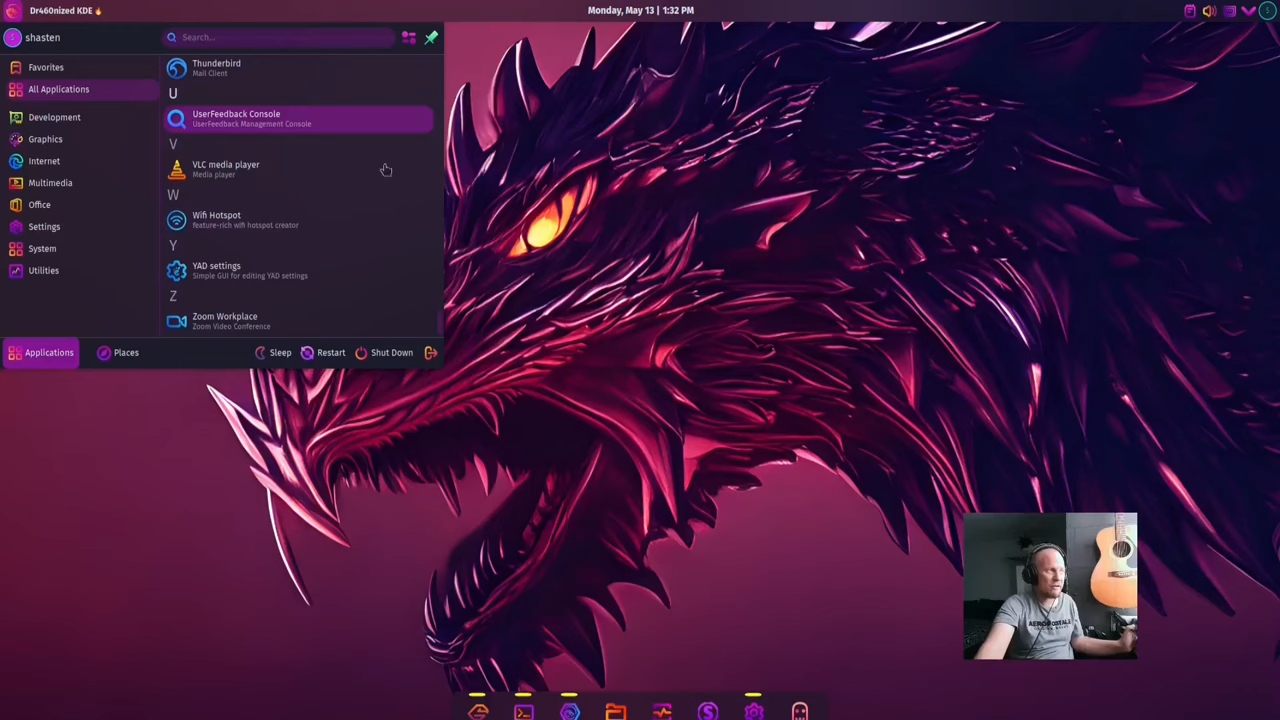 Dr460nized KDE
Monday, May 13 | 1:32 PM
shasten
Search...
Favorites
All Applications
Development
Graphics
Internet
Multimedia
Office
Settings
System
Utilities
Thunderbird
Mail Client
U
UserFeedback Console
UserFeedback Management Console
V
VLC media player
Media player
W
Wifi Hotspot
feature-rich wifi hotspot creator
Y
YAD settings
Simple GUI for editing YAD settings
Z
Zoom Workplace
Zoom Video Conference
Applications
Places
Sleep
Restart
Shut Down